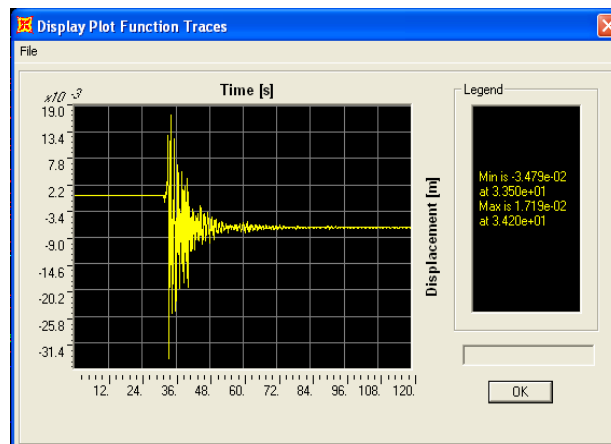 Display Plot Function Traces
File
x10 -3
Time [s]
Legend
19.0
13.4
7.8
2.2
-3.4
-9.0
-14.6
-20.2
-25.8
-31.4
Displacement [m]
Min is -3.479e-02
at 3.350e+01
Max is 1.719e-02
at 3.420e+01
12. 24. 36. 48. 60. 72. 84. 96. 108. 120.
OK